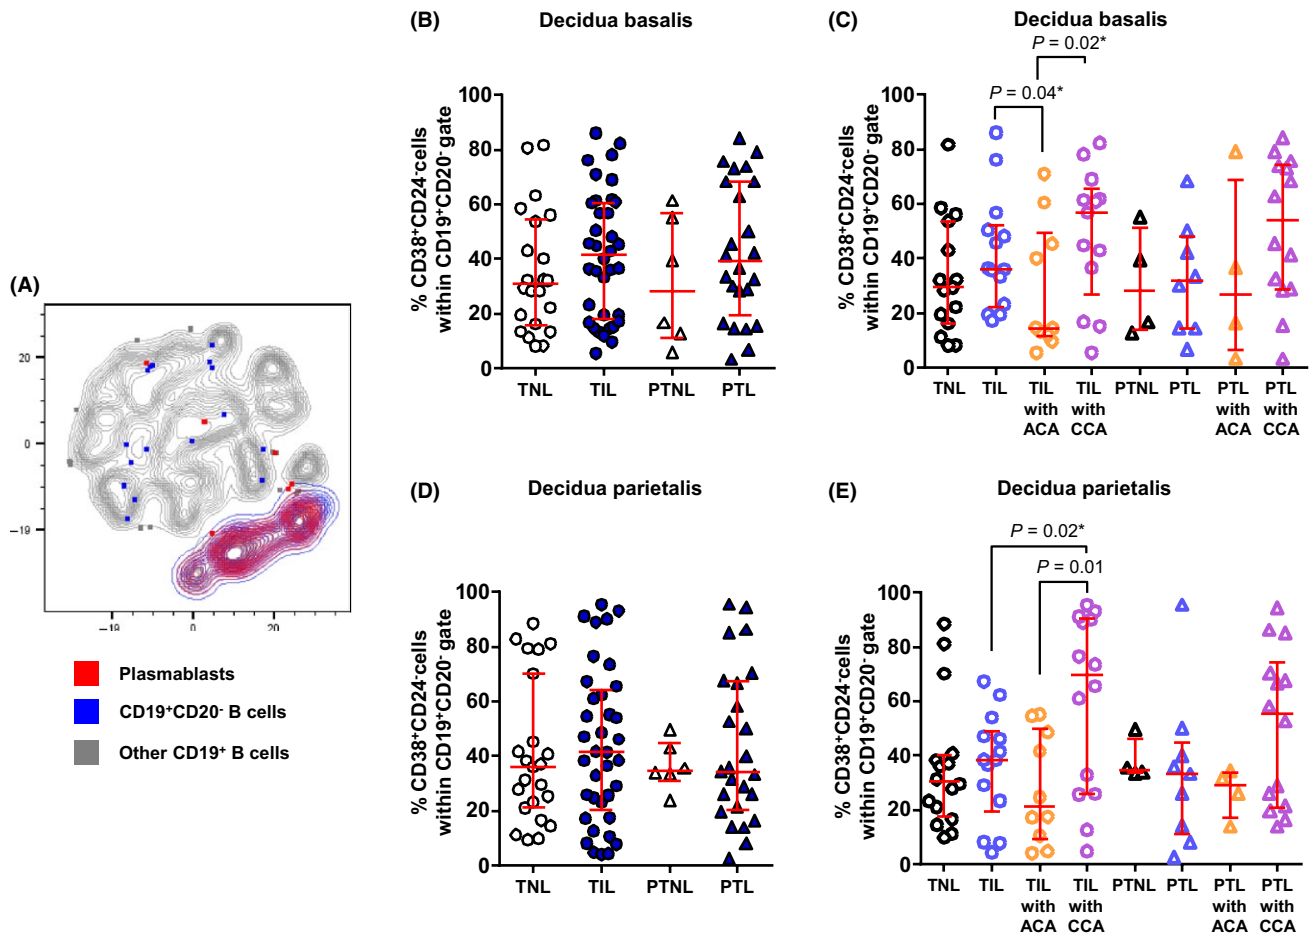 (A)
20
0
−19
−19
0
20
Plasmablasts
CD19⁺CD20⁻ B cells
Other CD19⁺ B cells
(B)
Decidua basalis
% CD38⁺CD24⁻cells
within CD19⁺CD20⁻ gate
100
80
60
40
20
0
TNL TIL PTNL PTL
(C)
Decidua basalis
P = 0.02*
P = 0.04*
% CD38⁺CD24⁻cells
within CD19⁺CD20⁻ gate
100
80
60
40
20
0
TNL TIL TIL TIL PTNL PTL PTL PTL
with with with with
ACA CCA ACA CCA
(D)
Decidua parietalis
% CD38⁺CD24⁻cells
within CD19⁺CD20⁻ gate
100
80
60
40
20
0
TNL TIL PTNL PTL
(E)
Decidua parietalis
P = 0.02*
P = 0.01
% CD38⁺CD24⁻cells
within CD19⁺CD20⁻ gate
100
80
60
40
20
0
TNL TIL TIL TIL PTNL PTL PTL PTL
with with with with
ACA CCA ACA CCA